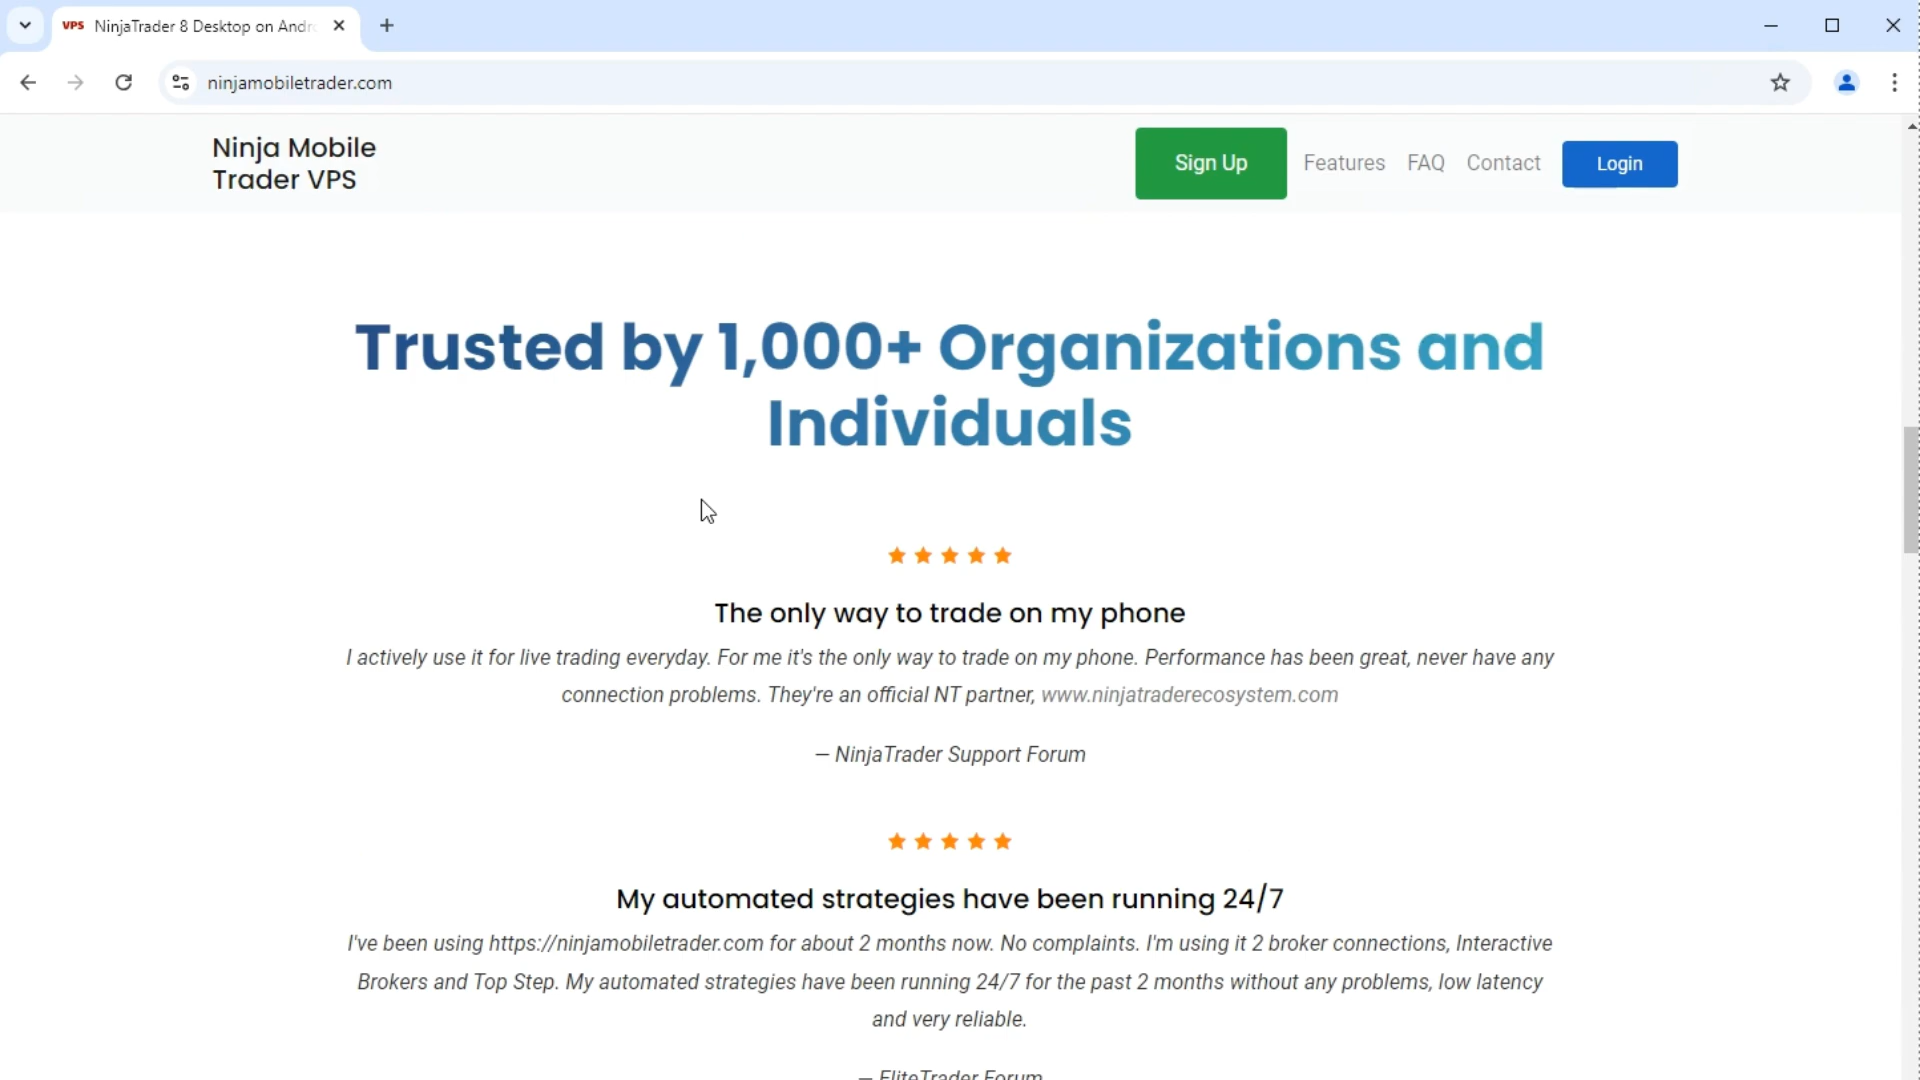 VPS NinjaTrader 8 Desktop on Andr
ninjamobiletrader.com
Ninja Mobile
Trader VPS
Sign Up Features FAQ Contact Login
Trusted by 1,000+ Organizations and
Individuals
The only way to trade on my phone
I actively use it for live trading everyday. For me it's the only way to trade on my phone. Performance has been great, never have any
connection problems. They're an official NT partner, www.ninjatraderecosystem.com
— NinjaTrader Support Forum
My automated strategies have been running 24/7
I've been using https://ninjamobiletrader.com for about 2 months now. No complaints. I'm using it 2 broker connections, Interactive
Brokers and Top Step. My automated strategies have been running 24/7 for the past 2 months without any problems, low latency
and very reliable.
— EliteTrader Forum